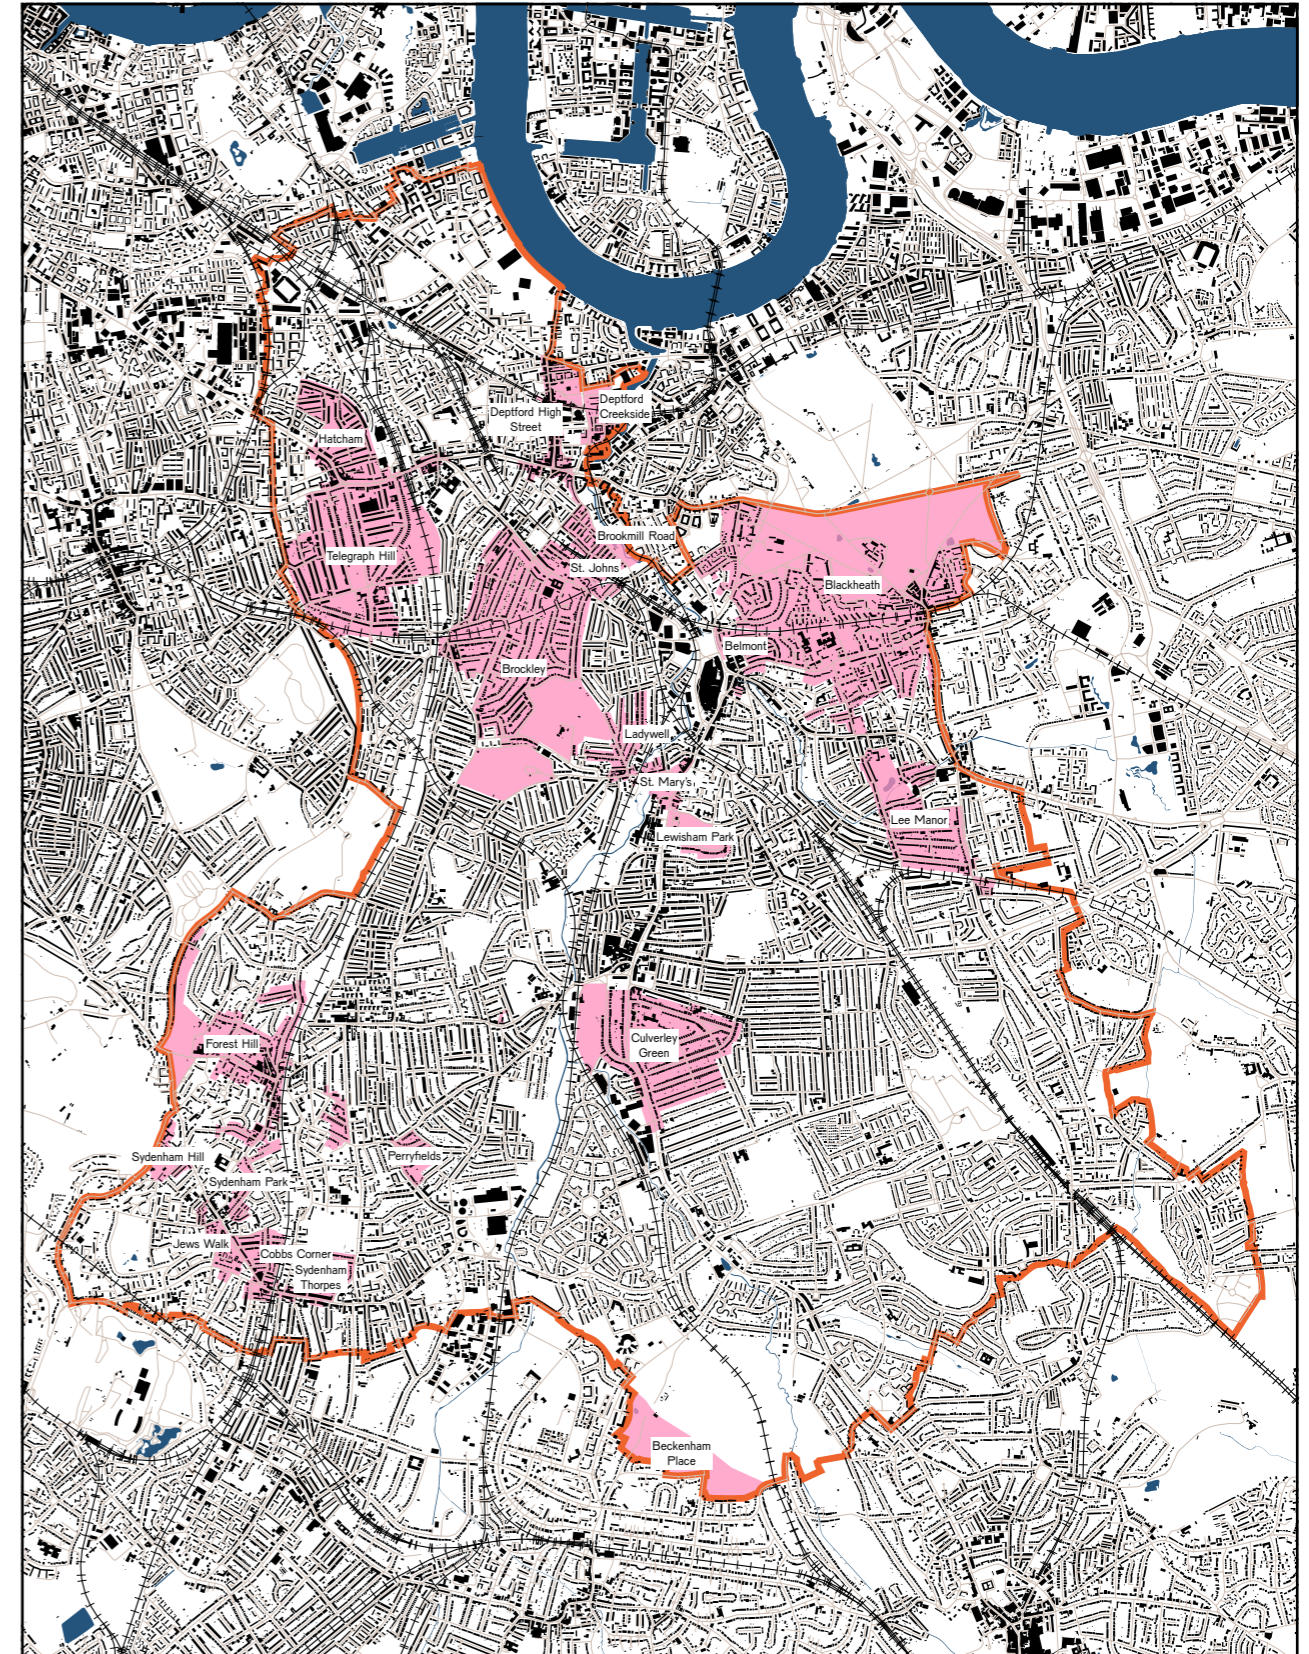 Deptford
Creekside
Deptford High
Street
Hatcham
Brookmill Road
Telegraph Hill
St. Johns
Blackheath
Belmont
Brockley
Ladywell
St. Mary's
Lee Manor
Lewisham Park
Forest Hill
Culverley
Green
Perryfields
Sydenham Hill
Sydenham Park
Jews Walk
Cobbs Corner
Sydenham
Thorpes
Beckenham
Place